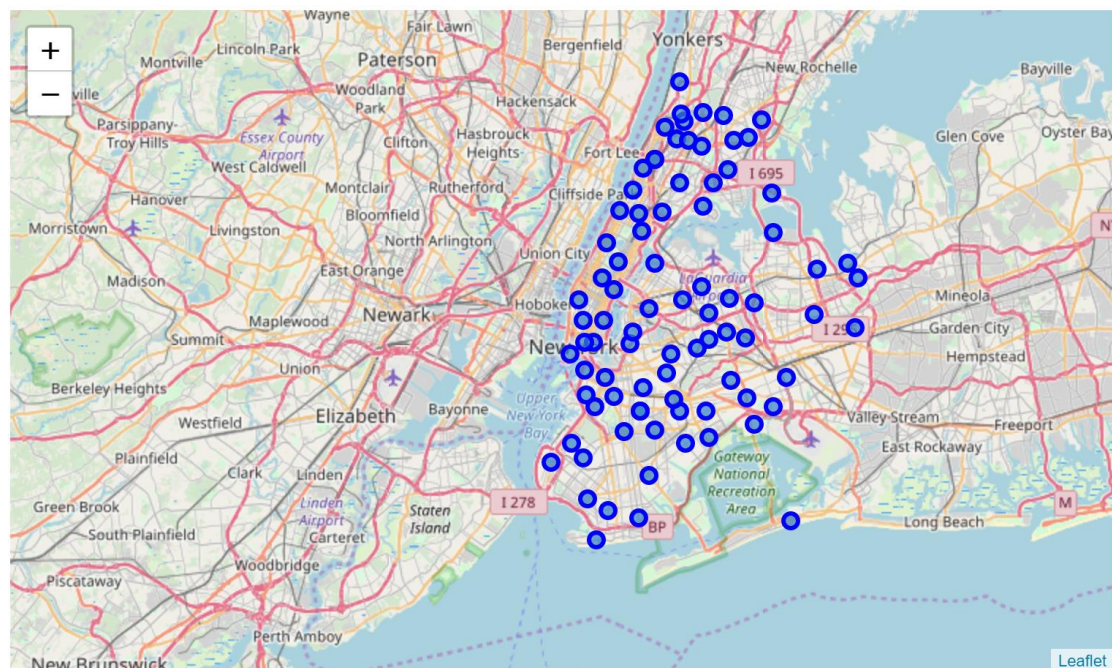 +
−
Wayne
Fair Lawn
Lincoln Park
Bergenfield
Yonkers
Montville
Paterson
New Rochelle
Bayville
Woodland
Park
Hackensack
Parsippany-
Troy Hills
Essex County
Airport
Clifton
Hasbrouck
Heights
Fort Lee
Glen Cove
Oyster Bay
West Caldwell
I 695
Montclair
Rutherford
Cliffside
Hanover
Bloomfield
Morristown
Livingston
North Arlington
Union City
LaGuardia
Madison
East Orange
Mineola
Summit
Maplewood
Newark
Hoboke
I 29
Garden City
Union
New York
Hempstead
Berkeley Heights
Elizabeth
Bayonne
Upper
New York
Bay
Valley Stream
Freeport
Westfield
East Rockaway
Plainfield
Clark
Linden
Gateway
National
Recreation
Area
Green Brook
Linden
Airport
I 278
Staten
Island
M
South Plainfield
Carteret
BP
Long Beach
Woodbridge
Piscataway
Perth Amboy
New Brunswick
Leaflet